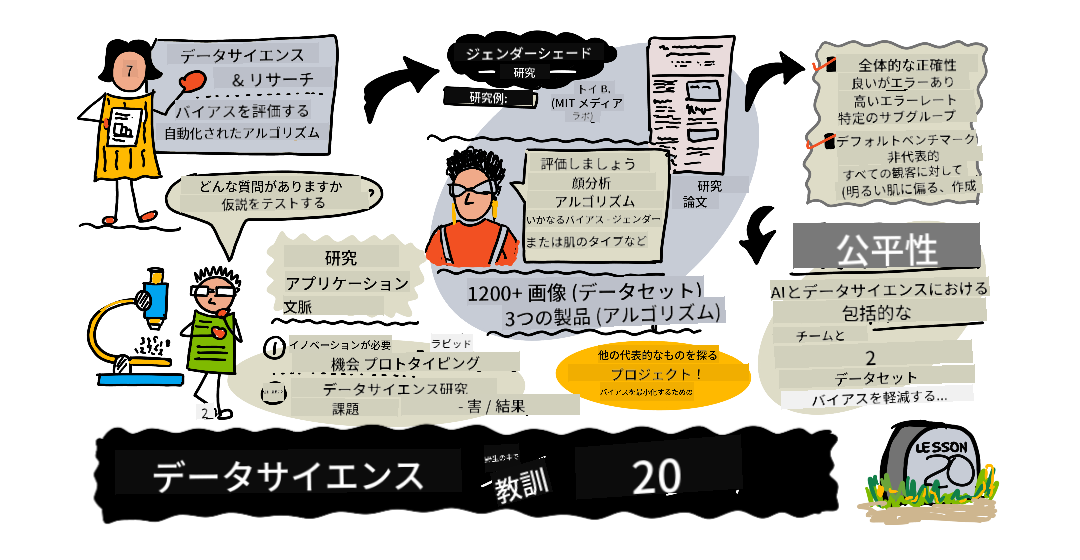 データサイエンス
& リサーチ
バイアスを評価する
自動化されたアルゴリズム
7
どんな質問がありますか
仮説をテストする
?
研究
アプリケーション
文脈
1
イノベーションが必要
ラピッド
機会 プロトタイピング
データサイエンス研究
課題
- 害 / 結果
2
ジェンダーシェード
研究
研究例:
トイ B.
(MIT メディア
ラボ)
評価しましょう
顔分析
アルゴリズム
いかなるバイアス - ジェンダー
または肌のタイプなど
研究
論文
1200+ 画像 (データセット)
3つの製品 (アルゴリズム)
他の代表的なものを探る
プロジェクト！
バイアスを最小化するための
全体的な正確性
良いがエラーあり
高いエラーレート
特定のサブグループ
デフォルトベンチマーク
非代表的
すべての観客に対して
(明るい肌に偏る、作成
公平性
AIとデータサイエンスにおける
包括的な
チームと
2
データセット
バイアスを軽減する...
データサイエンス
教訓
20
LESSON
20